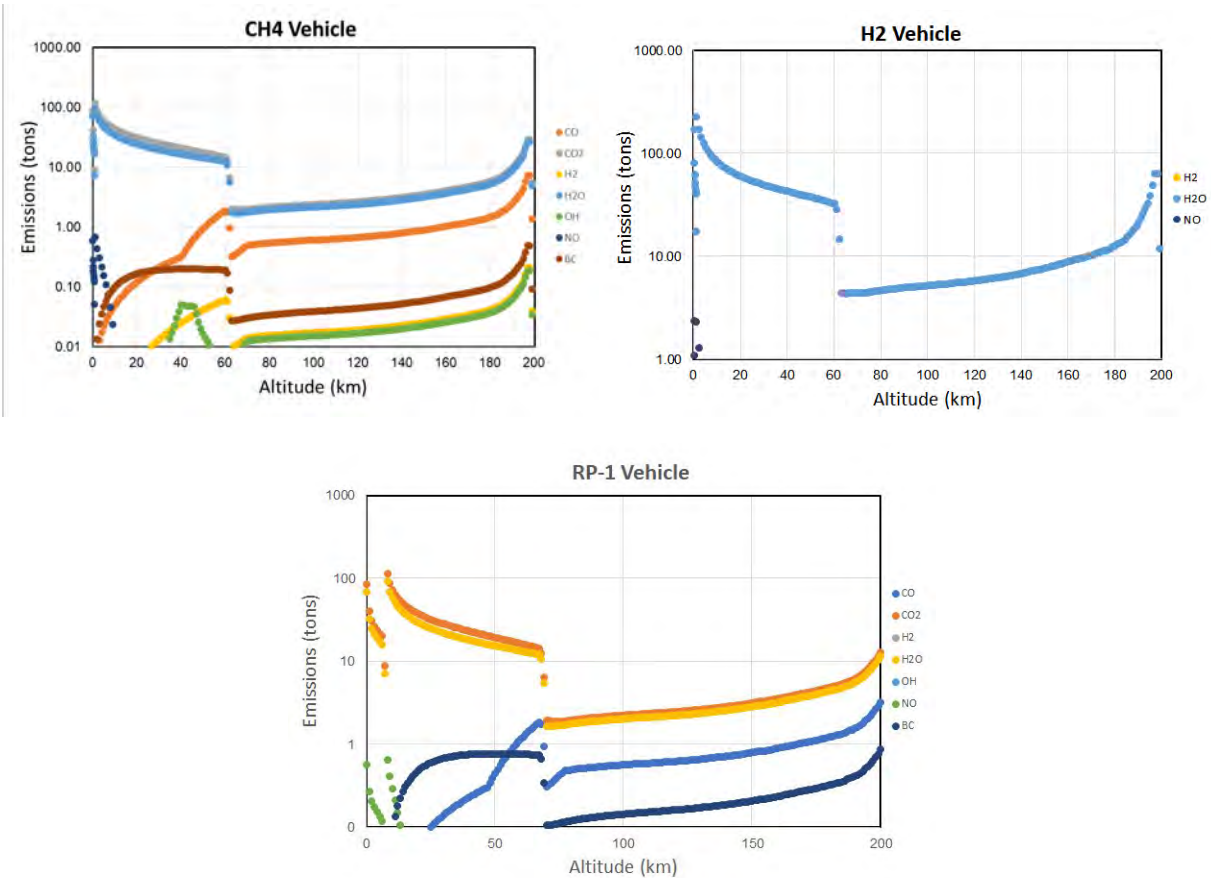 CH4 Vehicle
1000.00
100.00
10.00
1.00
0.10
0.01
Emissions (tons)
0 20 40 60 80 100 120 140 160 180 200
Altitude (km)
CO
CO2
H2
H2O
OH
NO
BC
H2 Vehicle
1000.00
100.00
10.00
1.00
Emissions (tons)
0 20 40 60 80 100 120 140 160 180 200
Altitude (km)
H2
H2O
NO
RP-1 Vehicle
1000
100
10
1
0
Emissions (tons)
0 50 100 150 200
Altitude (km)
CO
CO2
H2
H2O
OH
NO
BC